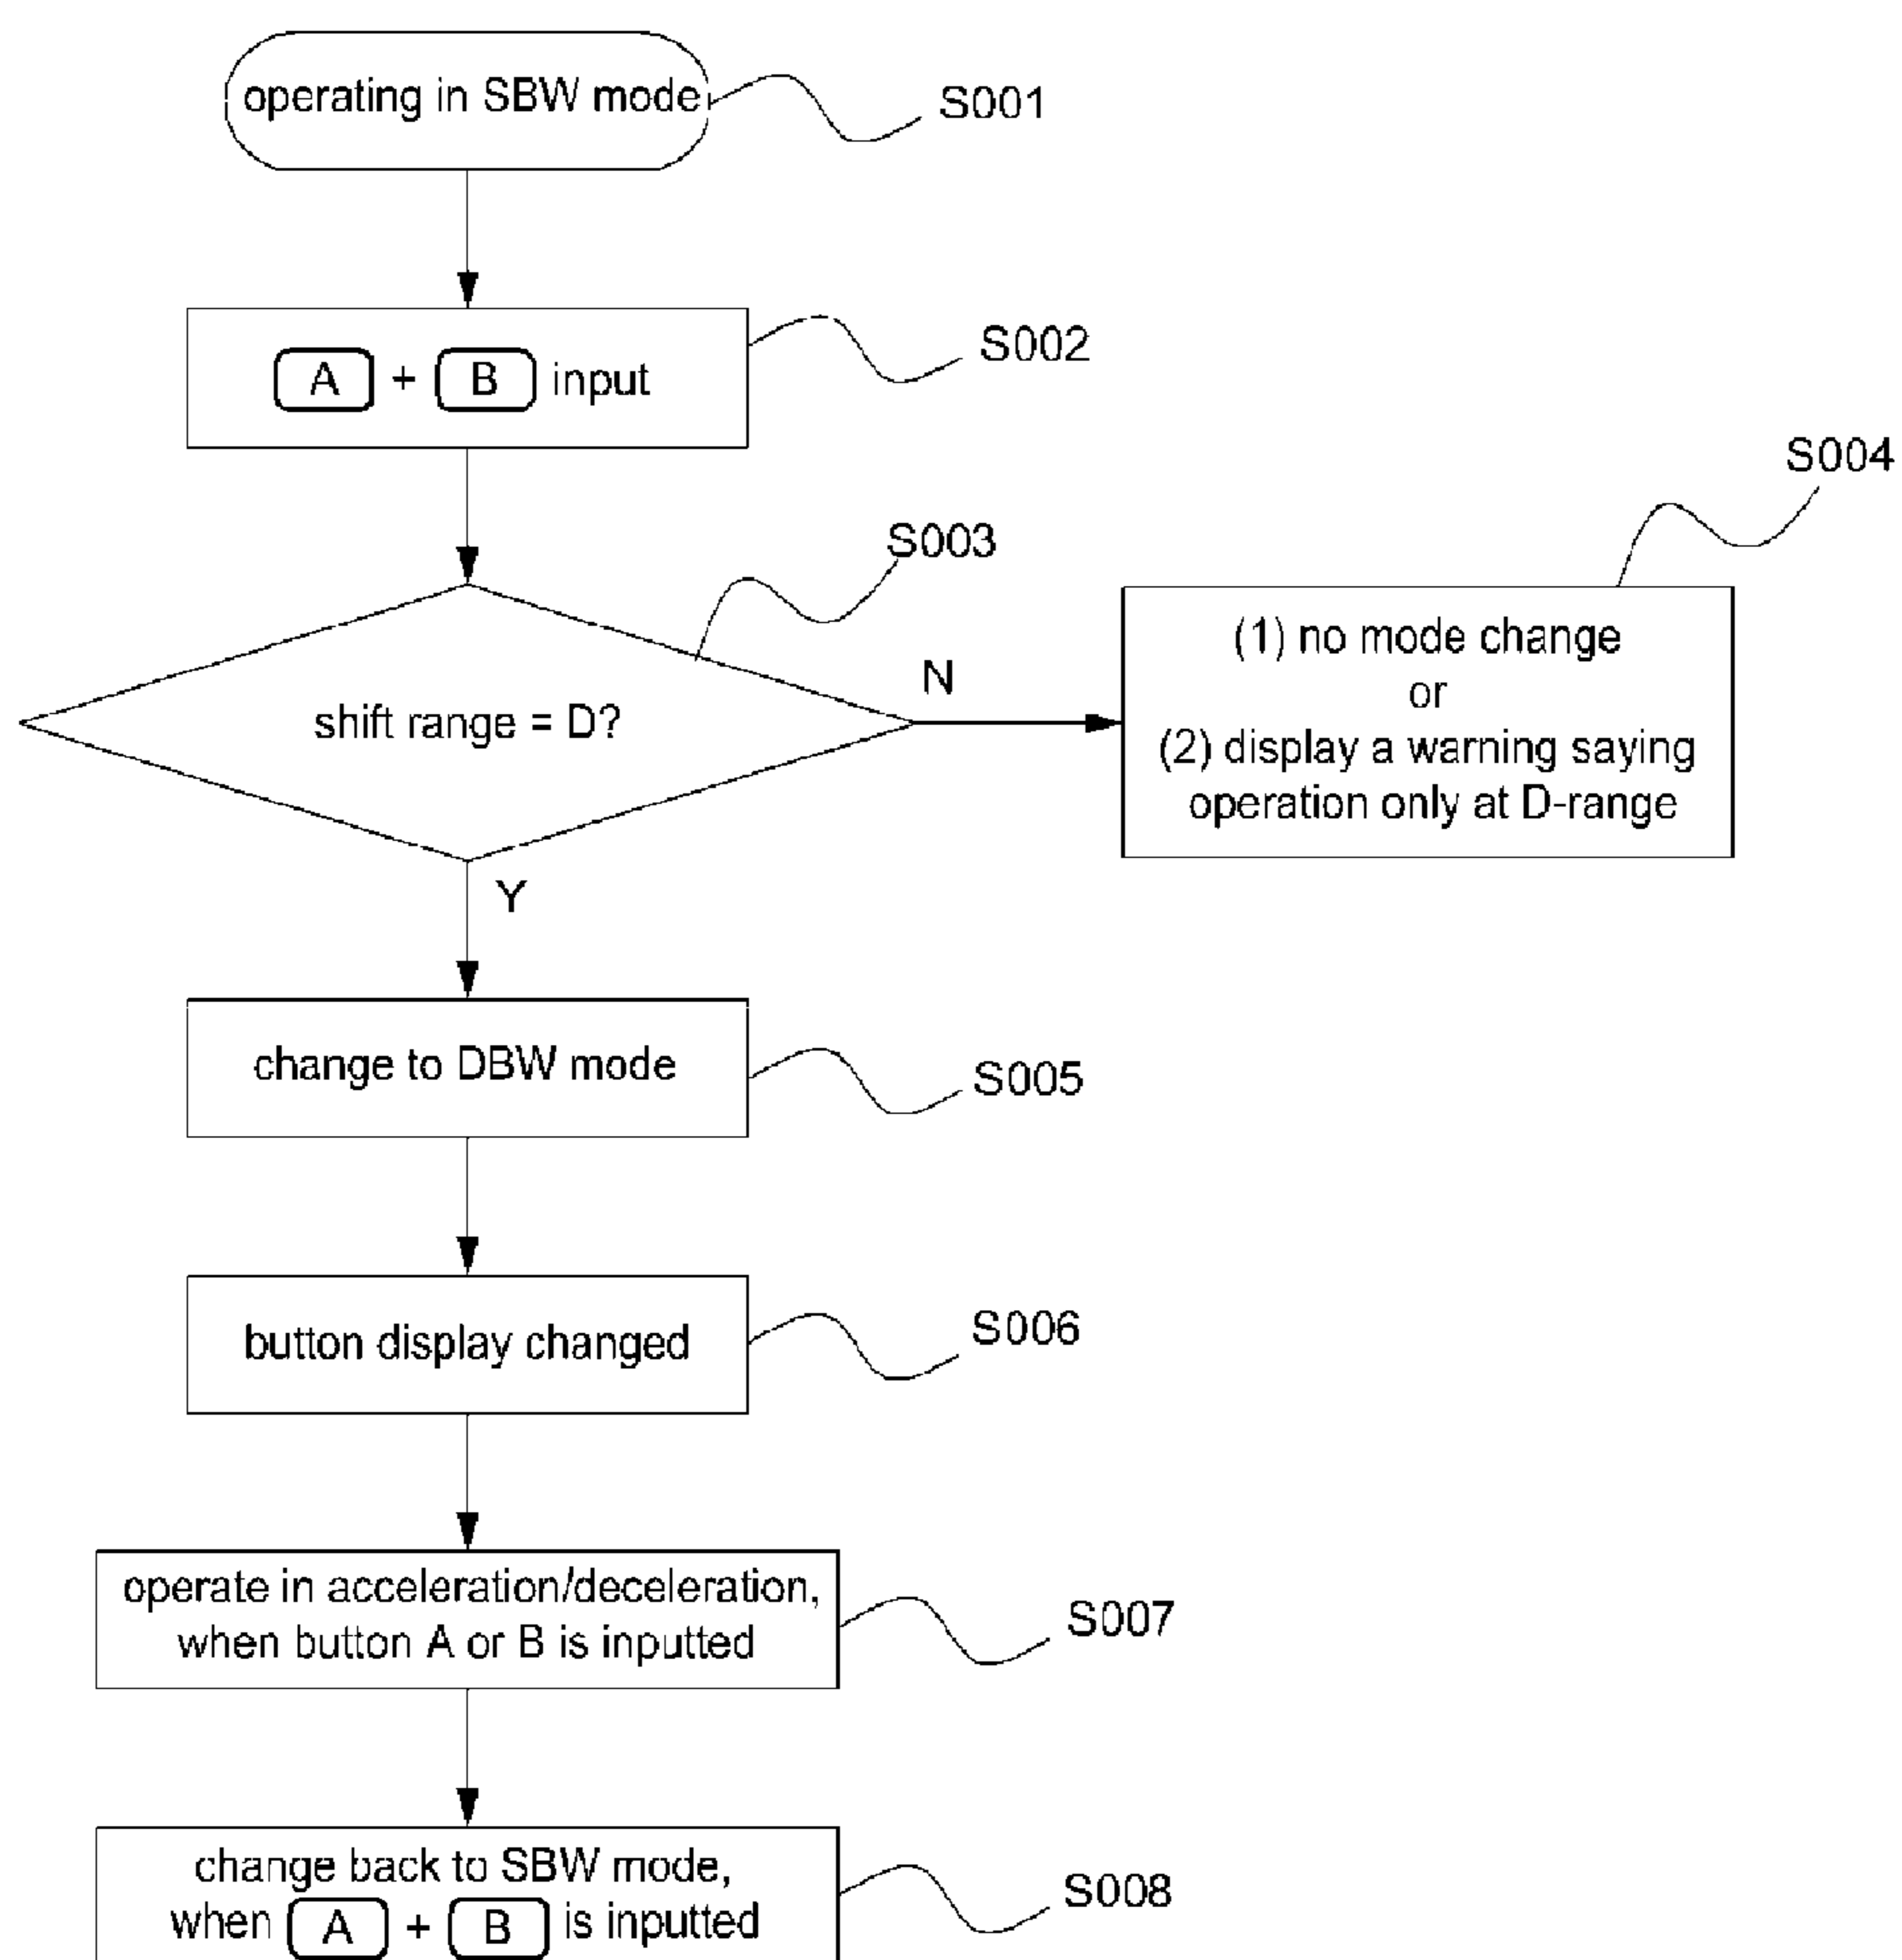 operating in SBW mode
S001
A + B input
S002
S003
S004
shift range = D?
N
(1) no mode change
or
(2) display a warning saying
operation only at D-range
Y
change to DBW mode
S005
button display changed
S006
operate in acceleration/deceleration,
when button A or B is inputted
S007
change back to SBW mode,
when A + B is inputted
S008